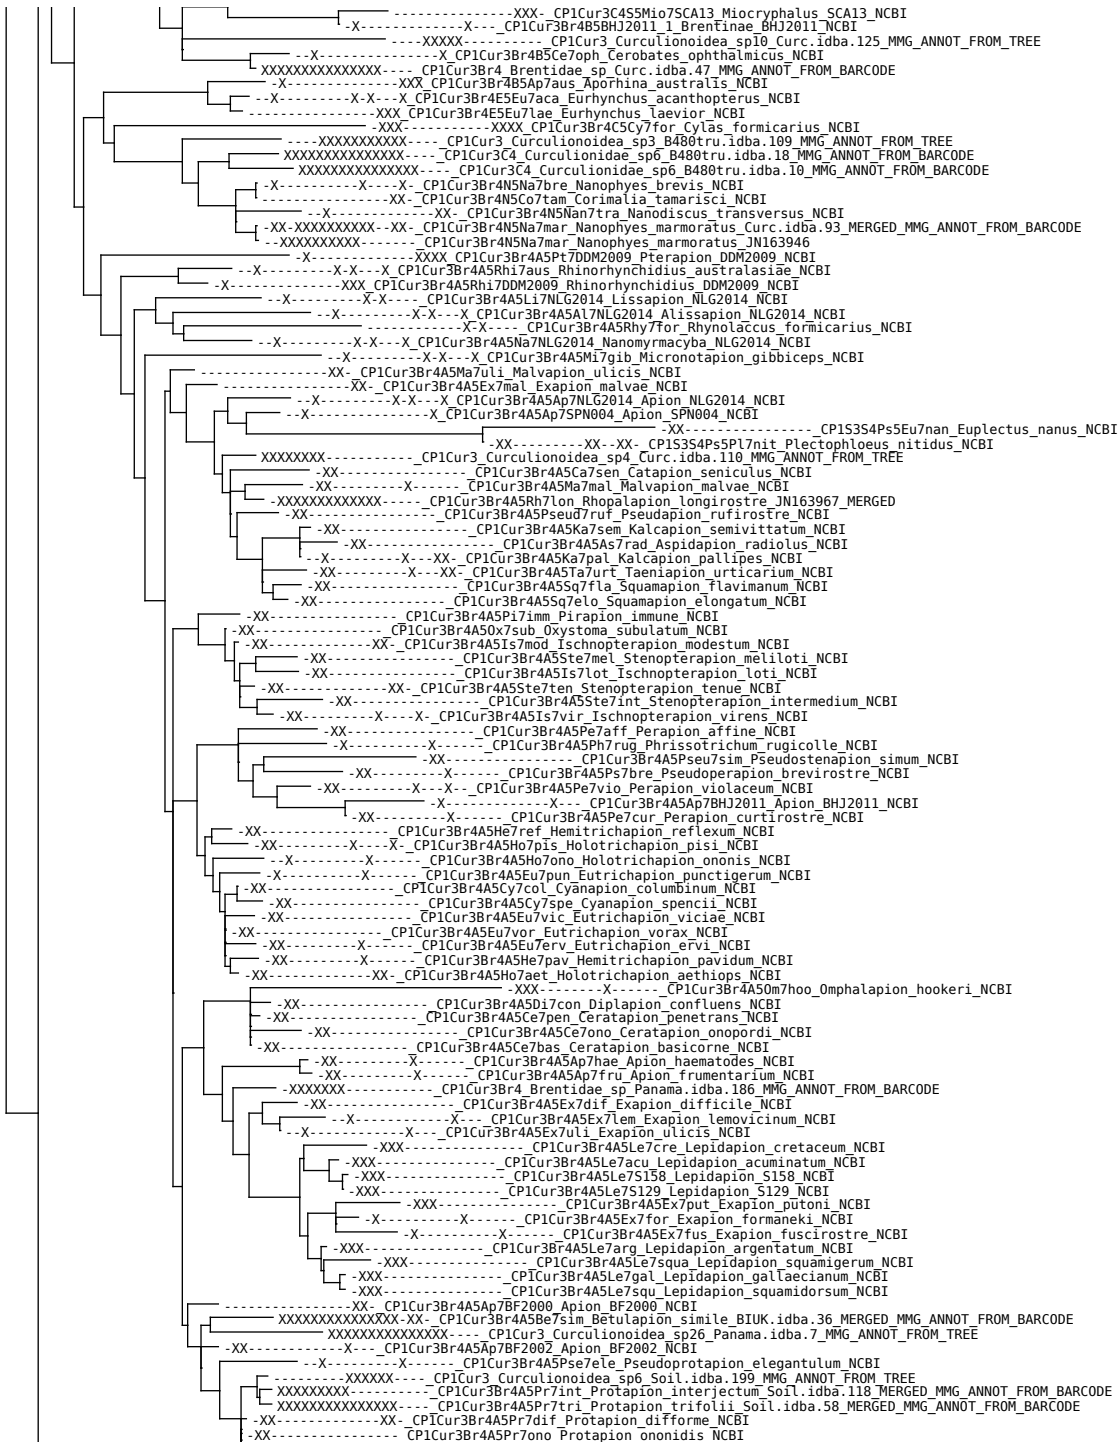 ---------------XXX-_CP1Cur3C4S5Mio7SCA13_Miocryphalus_SCA13_NCBI
-X-------------X---_CP1Cur3Br4B5BHJ2011_1_Brentinae_BHJ2011_NCBI
----XXXXX----------_CP1Cur3_Curculionoidea_sp10_Curc.idba.125_MMG_ANNOT_FROM_TREE
--X---------------X_CP1Cur3Br4B5Ce7oph_Cerobates_ophthalmicus_NCBI
XXXXXXXXXXXXXXX----_CP1Cur3Br4_Brentidae_sp_Curc.idba.47_MMG_ANNOT_FROM_BARCODE
-X--------------XXX_CP1Cur3Br4B5Ap7aus_Aporhina_australis_NCBI
--X---------X-X---X_CP1Cur3Br4E5Eu7aca_Eurhynchus_acanthopterus_NCBI
----------------XXX_CP1Cur3Br4E5Eu7lae_Eurhynchus_laevior_NCBI
-XXX-----------XXXX_CP1Cur3Br4C5Cy7for_Cylas_formicarius_NCBI
----XXXXXXXXXXX----_CP1Cur3_Curculionoidea_sp3_B480tru.idba.109_MMG_ANNOT_FROM_TREE
XXXXXXXXXXXXXXX----_CP1Cur3C4_Curculionidae_sp6_B480tru.idba.18_MMG_ANNOT_FROM_BARCODE
XXXXXXXXXXXXXXX----_CP1Cur3C4_Curculionidae_sp6_B480tru.idba.10_MMG_ANNOT_FROM_BARCODE
-X----------X----X-_CP1Cur3Br4N5Na7bre_Nanophyes_brevis_NCBI
----------------XX-_CP1Cur3Br4N5Co7tam_Corimalia_tamarisci_NCBI
--X-------------XX-_CP1Cur3Br4N5Nan7tra_Nanodiscus_transversus_NCBI
-XX-XXXXXXXXXX--XX-_CP1Cur3Br4N5Na7mar_Nanophyes_marmoratus_Curc.idba.93_MERGED_MMG_ANNOT_FROM_BARCODE
--XXXXXXXXXX-------_CP1Cur3Br4N5Na7mar_Nanophyes_marmoratus_JN163946
-X-------------XXXX_CP1Cur3Br4A5Pt7DDM2009_Pterapion_DDM2009_NCBI
--X---------X-X---X_CP1Cur3Br4A5Rhi7aus_Rhinorhynchidius_australasiae_NCBI
-X--------------XXX_CP1Cur3Br4A5Rhi7DDM2009_Rhinorhynchidius_DDM2009_NCBI
--X---------X-X----_CP1Cur3Br4A5Li7NLG2014_Lissapion_NLG2014_NCBI
--X---------X-X---X_CP1Cur3Br4A5Al7NLG2014_Alissapion_NLG2014_NCBI
------------X-X----_CP1Cur3Br4A5Rhy7for_Rhynolaccus_formicarius_NCBI
--X---------X-X---X_CP1Cur3Br4A5Na7NLG2014_Nanomyrmacyba_NLG2014_NCBI
--X---------X-X---X_CP1Cur3Br4A5Mi7gib_Micronotapion_gibbiceps_NCBI
----------------XX-_CP1Cur3Br4A5Ma7uli_Malvapion_ulicis_NCBI
----------------XX-_CP1Cur3Br4A5Ex7mal_Exapion_malvae_NCBI
--X---------X-X---X_CP1Cur3Br4A5Ap7NLG2014_Apion_NLG2014_NCBI
--X---------------X_CP1Cur3Br4A5Ap7SPN004_Apion_SPN004_NCBI
-XX----------------_CP1S3S4Ps5Eu7nan_Euplectus_nanus_NCBI
-XX---------XX--XX-_CP1S3S4Ps5Pl7nit_Plectophloeus_nitidus_NCBI
XXXXXXXX-----------_CP1Cur3_Curculionoidea_sp4_Curc.idba.110_MMG_ANNOT_FROM_TREE
-XX----------------_CP1Cur3Br4A5Ca7sen_Catapion_seniculus_NCBI
-XX---------X------_CP1Cur3Br4A5Ma7mal_Malvapion_malvae_NCBI
-XXXXXXXXXXXXX-----_CP1Cur3Br4A5Rh7lon_Rhopalapion_longirostre_JN163967_MERGED
-XX----------------_CP1Cur3Br4A5Pseud7ruf_Pseudapion_rufirostre_NCBI
-XX----------------_CP1Cur3Br4A5Ka7sem_Kalcapion_semivittatum_NCBI
-XX----------------_CP1Cur3Br4A5As7rad_Aspidapion_radiolus_NCBI
--X---------X---XX-_CP1Cur3Br4A5Ka7pal_Kalcapion_pallipes_NCBI
-XX---------X---XX-_CP1Cur3Br4A5Ta7urt_Taeniapion_urticarium_NCBI
-XX----------------_CP1Cur3Br4A5Sq7fla_Squamapion_flavimanum_NCBI
-XX----------------_CP1Cur3Br4A5Sq7elo_Squamapion_elongatum_NCBI
-XX----------------_CP1Cur3Br4A5Pi7imm_Pirapion_immune_NCBI
-XX----------------_CP1Cur3Br4A5Ox7sub_Oxystoma_subulatum_NCBI
-XX-------------XX-_CP1Cur3Br4A5Is7mod_Ischnopterapion_modestum_NCBI
-XX----------------_CP1Cur3Br4A5Ste7mel_Stenopterapion_meliloti_NCBI
-XX----------------_CP1Cur3Br4A5Is7lot_Ischnopterapion_loti_NCBI
-XX-------------XX-_CP1Cur3Br4A5Ste7ten_Stenopterapion_tenue_NCBI
-XX----------------_CP1Cur3Br4A5Ste7int_Stenopterapion_intermedium_NCBI
-XX---------X----X-_CP1Cur3Br4A5Is7vir_Ischnopterapion_virens_NCBI
-XX----------------_CP1Cur3Br4A5Pe7aff_Perapion_affine_NCBI
-X----------X------_CP1Cur3Br4A5Ph7rug_Phrissotrichum_rugicolle_NCBI
-XX----------------_CP1Cur3Br4A5Pseu7sim_Pseudostenapion_simum_NCBI
-XX---------X------_CP1Cur3Br4A5Ps7bre_Pseudoperapion_brevirostre_NCBI
-XX---------X----X--_CP1Cur3Br4A5Pe7vio_Perapion_violaceum_NCBI
-X-------------X---_CP1Cur3Br4A5Ap7BHJ2011_Apion_BHJ2011_NCBI
-XX---------X------_CP1Cur3Br4A5Pe7cur_Perapion_curtirostre_NCBI
-XX----------------_CP1Cur3Br4A5He7ref_Hemitrichapion_reflexum_NCBI
-XX---------X----X-_CP1Cur3Br4A5Ho7pis_Holotrichapion_pisi_NCBI
--X---------X------_CP1Cur3Br4A5Ho7ono_Holotrichapion_ononis_NCBI
-X----------X------_CP1Cur3Br4A5Eu7pun_Eutrichapion_punctigerum_NCBI
-XX----------------_CP1Cur3Br4A5Cy7col_Cyanapion_columbinum_NCBI
-XX----------------_CP1Cur3Br4A5Cy7spe_Cyanapion_spencii_NCBI
-XX----------------_CP1Cur3Br4A5Eu7vic_Eutrichapion_viciae_NCBI
-XX----------------_CP1Cur3Br4A5Eu7vor_Eutrichapion_vorax_NCBI
-XX---------X------_CP1Cur3Br4A5Eu7erv_Eutrichapion_ervi_NCBI
-XX---------X------_CP1Cur3Br4A5He7pav_Hemitrichapion_pavidum_NCBI
-XX-------------XX-_CP1Cur3Br4A5Ho7aet_Holotrichapion_aethiops_NCBI
-XXX--------X------_CP1Cur3Br4A5Om7hoo_Omphalapion_hookeri_NCBI
-XX----------------_CP1Cur3Br4A5Di7con_Diplapion_confluens_NCBI
-XX----------------_CP1Cur3Br4A5Ce7pen_Ceratapion_penetrans_NCBI
-XX----------------_CP1Cur3Br4A5Ce7ono_Ceratapion_onopordi_NCBI
-XX----------------_CP1Cur3Br4A5Ce7bas_Ceratapion_basicorne_NCBI
-XX---------X------_CP1Cur3Br4A5Ap7hae_Apion_haematodes_NCBI
-XX---------X------_CP1Cur3Br4A5Ap7fru_Apion_frumentarium_NCBI
-XXXXXXX-----------_CP1Cur3Br4_Brentidae_sp_Panama.idba.186_MMG_ANNOT_FROM_BARCODE
-XX----------------_CP1Cur3Br4A5Ex7dif_Exapion_difficile_NCBI
--X------------X---_CP1Cur3Br4A5Ex7lem_Exapion_lemovicinum_NCBI
--X------------X---_CP1Cur3Br4A5Ex7uli_Exapion_ulicis_NCBI
-XXX---------------_CP1Cur3Br4A5Le7cre_Lepidapion_cretaceum_NCBI
-XXX---------------_CP1Cur3Br4A5Le7acu_Lepidapion_acuminatum_NCBI
-XXX---------------_CP1Cur3Br4A5Le7S158_Lepidapion_S158_NCBI
-XXX---------------_CP1Cur3Br4A5Le7S129_Lepidapion_S129_NCBI
-XXX---------------_CP1Cur3Br4A5Ex7put_Exapion_putoni_NCBI
-X----------X------_CP1Cur3Br4A5Ex7for_Exapion_formaneki_NCBI
-X----------X------_CP1Cur3Br4A5Ex7fus_Exapion_fuscirostre_NCBI
-XXX---------------_CP1Cur3Br4A5Le7arg_Lepidapion_argentatum_NCBI
-XXX---------------_CP1Cur3Br4A5Le7squa_Lepidapion_squamigerum_NCBI
-XXX---------------_CP1Cur3Br4A5Le7gal_Lepidapion_gallaecianum_NCBI
-XXX---------------_CP1Cur3Br4A5Le7squ_Lepidapion_squamidorsum_NCBI
----------------XX-_CP1Cur3Br4A5Ap7BF2000_Apion_BF2000_NCBI
XXXXXXXXXXXXXXX-XX-_CP1Cur3Br4A5Be7sim_Betulapion_simile_BIUK.idba.36_MERGED_MMG_ANNOT_FROM_BARCODE
XXXXXXXXXXXXXXX----_CP1Cur3_Curculionoidea_sp26_Panama.idba.7_MMG_ANNOT_FROM_TREE
-XX------------X---_CP1Cur3Br4A5Ap7BF2002_Apion_BF2002_NCBI
--X---------X------_CP1Cur3Br4A5Pse7ele_Pseudoprotapion_elegantulum_NCBI
---------XXXXXX----_CP1Cur3_Curculionoidea_sp6_Soil.idba.199_MMG_ANNOT_FROM_TREE
XXXXXXXXX----------_CP1Cur3Br4A5Pr7int_Protapion_interjectum_Soil.idba.118_MERGED_MMG_ANNOT_FROM_BARCODE
XXXXXXXXXXXXXXX----_CP1Cur3Br4A5Pr7tri_Protapion_trifolii_Soil.idba.58_MERGED_MMG_ANNOT_FROM_BARCODE
-XX-------------XX-_CP1Cur3Br4A5Pr7dif_Protapion_difforme_NCBI
-XX----------------_CP1Cur3Br4A5Pr7ono_Protapion_ononidis_NCBI